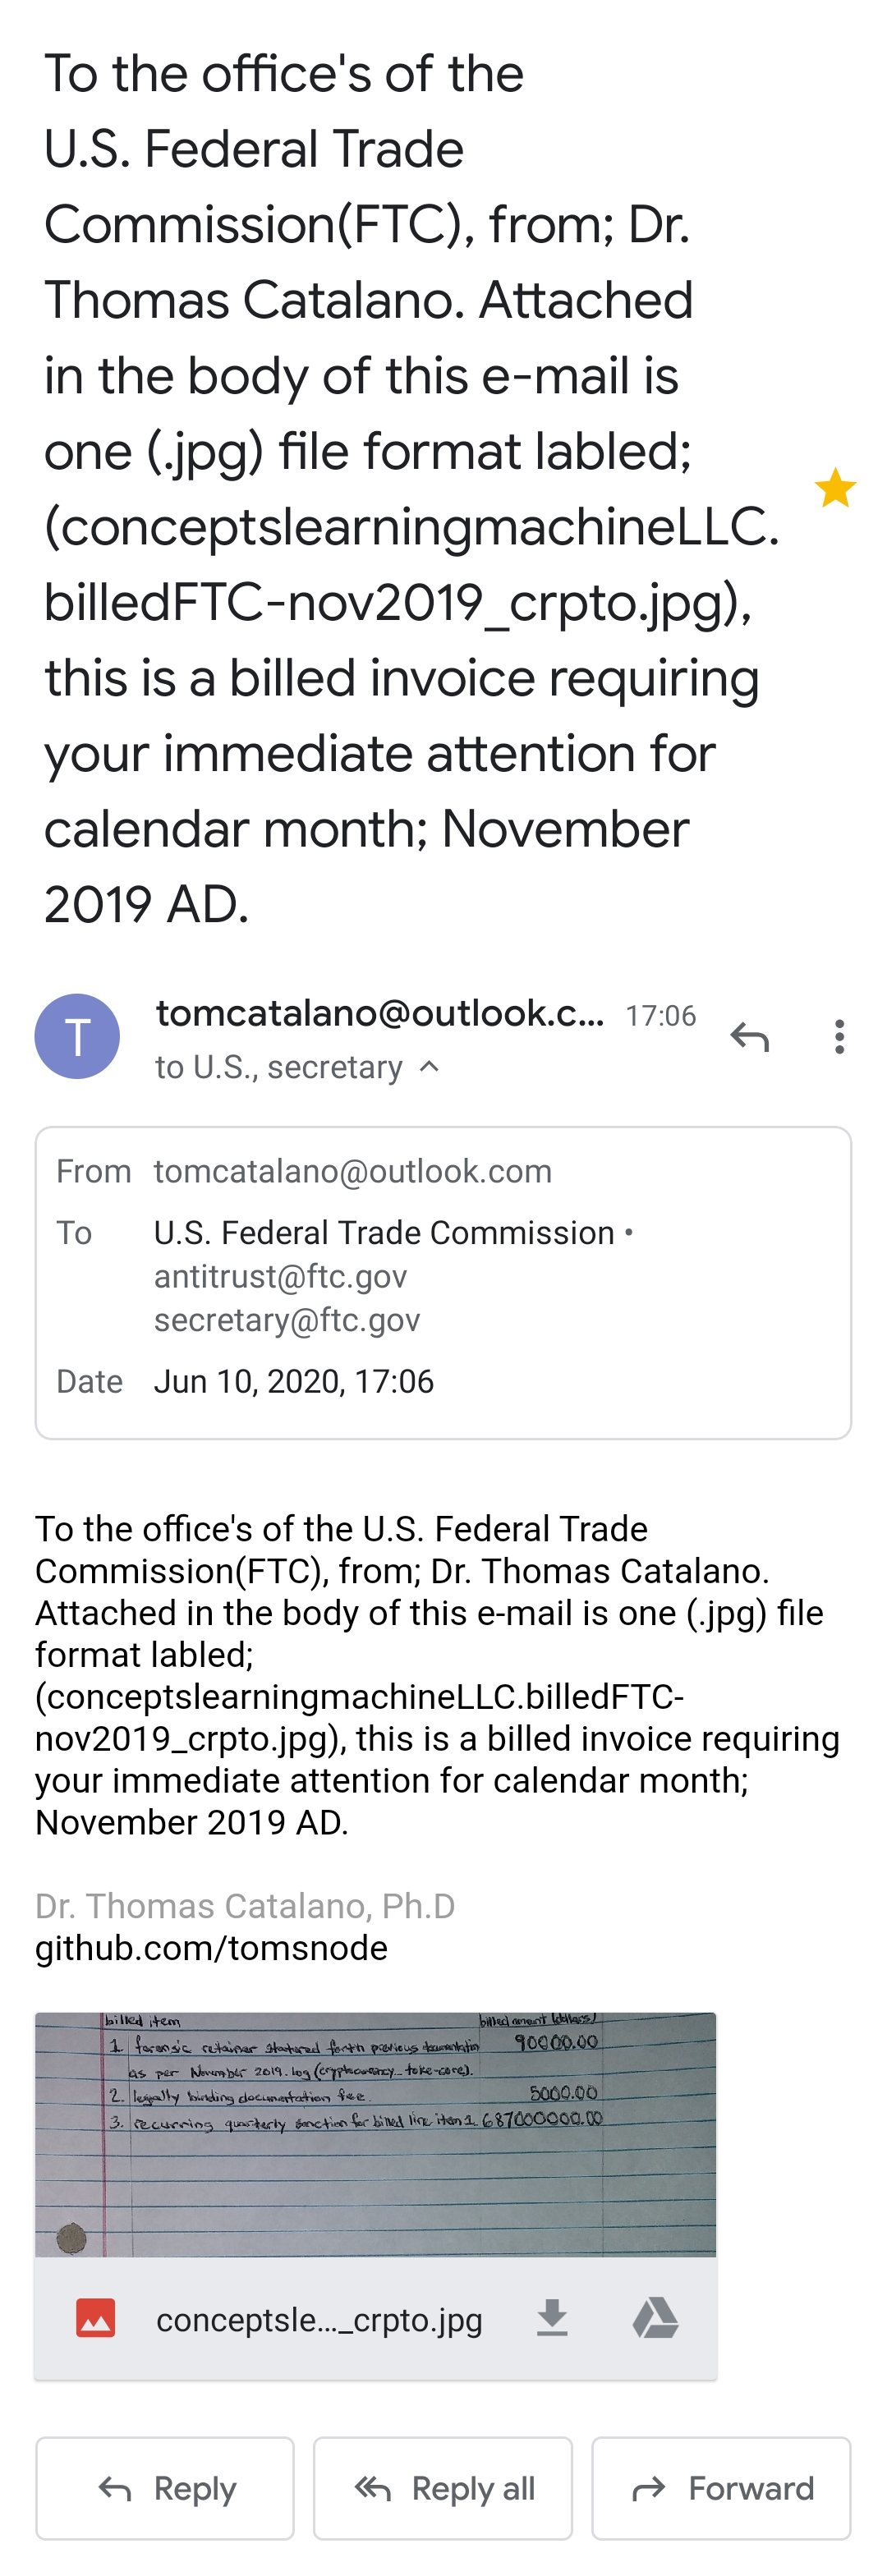 To the office's of the
U.S. Federal Trade
Commission(FTC), from; Dr.
Thomas Catalano. Attached
in the body of this e-mail is
one (.jpg) file format labled;
(conceptslearningmachineLLC.
billedFTC-nov2019_crpto.jpg),
this is a billed invoice requiring
your immediate attention for
calendar month; November
2019 AD.
T
tomcatalano@outlook.c... 17:06
to U.S., secretary
From tomcatalano@outlook.com
To U.S. Federal Trade Commission •
antitrust@ftc.gov
secretary@ftc.gov
Date Jun 10, 2020, 17:06
To the office's of the U.S. Federal Trade
Commission(FTC), from; Dr. Thomas Catalano.
Attached in the body of this e-mail is one (.jpg) file
format labled;
(conceptslearningmachineLLC.billedFTC-
nov2019_crpto.jpg), this is a billed invoice requiring
your immediate attention for calendar month;
November 2019 AD.
Dr. Thomas Catalano, Ph.D
github.com/tomsnode
billed item billed amount (dollars)
1. forensic retainer forth previous documentation 90000.00
as per November 2019. log (cryptocurrency_ toke-core).
2. legally binding documentation fee. 5000.00
3. recurring quarterly sanction for billed line item 1. 687000000.00
conceptsle..._crpto.jpg
Reply
Reply all
Forward